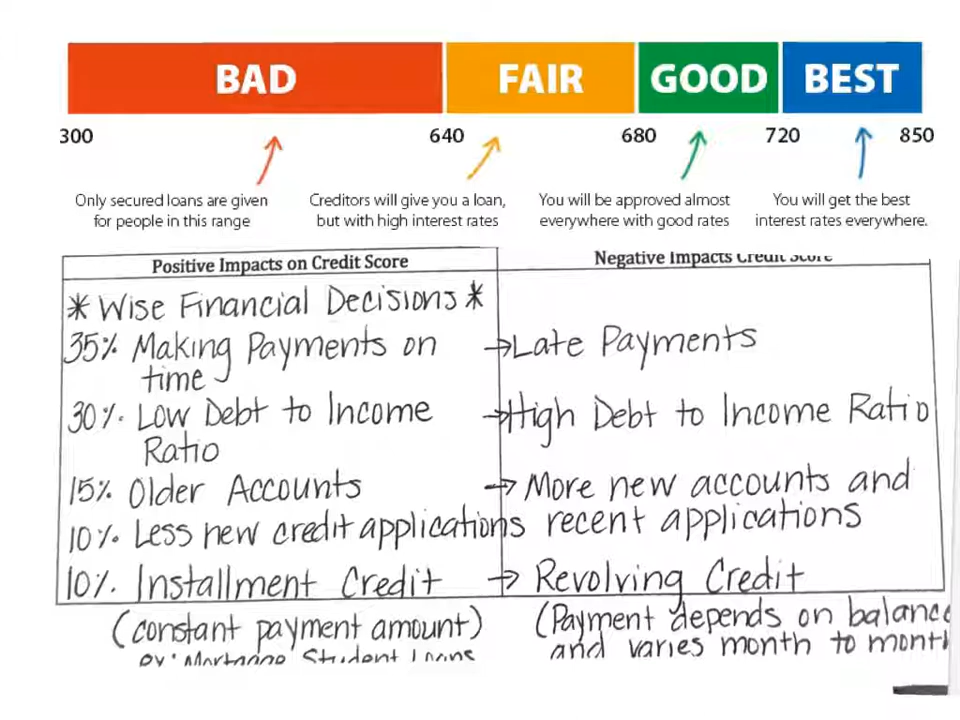 BAD FAIR GOOD BEST
300 640 680 720 850
Only secured loans are given
for people in this range
Creditors will give you a loan,
but with high interest rates
You will be approved almost
everywhere with good rates
You will get the best
interest rates everywhere.
Positive Impacts on Credit Score
Negative Impacts Credit Score
*Wise Financial Decisions*
35% Making Payments on
time
→Late Payments
30% Low Debt to Income
Ratio
→High Debt to Income Ratio
15% Older Accounts
→ More new accounts and
recent applications
10% Less new credit applications
10% Installment Credit
→ Revolving Credit
(constant payment amount)
ex: Mortgage Student Loans
(Payment depends on balance
and varies month to month